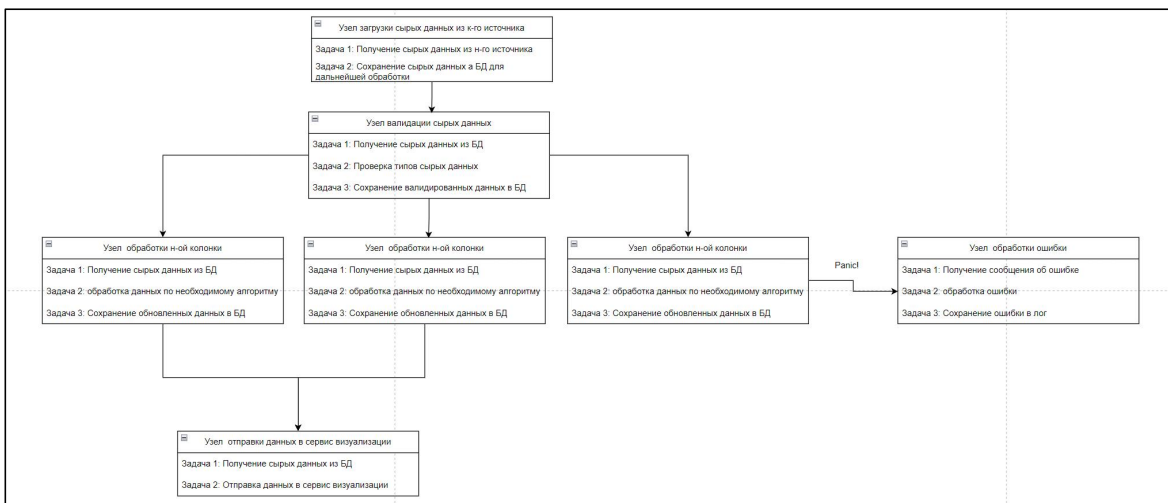 Узел загрузки сырых данных из к-го источника
Задача 1: Получение сырых данных из н-го источника
Задача 2: Сохранение сырых данных а БД для
дальнейшей обработки
Узел валидации сырых данных
Задача 1: Получение сырых данных из БД
Задача 2: Проверка типов сырых данных
Задача 3: Сохранение валидированных данных в БД
Узел обработки н-ой колонки
Задача 1: Получение сырых данных из БД
Задача 2: обработка данных по необходимому алгоритму
Задача 3: Сохранение обновленных данных в БД
Узел обработки н-ой колонки
Задача 1: Получение сырых данных из БД
Задача 2: обработка данных по необходимому алгоритму
Задача 3: Сохранение обновленных данных в БД
Узел обработки н-ой колонки
Задача 1: Получение сырых данных из БД
Задача 2: обработка данных по необходимому алгоритму
Задача 3: Сохранение обновленных данных в БД
Panic!
Узел обработки ошибки
Задача 1: Получение сообщения об ошибке
Задача 2: обработка ошибки
Задача 3: Сохранение ошибки в лог
Узел отправки данных в сервис визуализации
Задача 1: Получение сырых данных из БД
Задача 2: Отправка данных в сервис визуализации